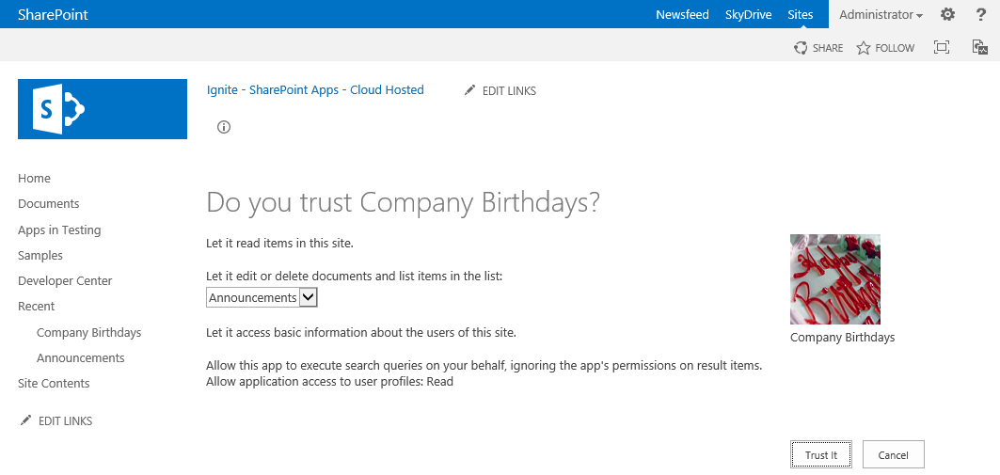 SharePoint
Newsfeed SkyDrive Sites Administrator ?
SHARE FOLLOW
S
Ignite - SharePoint Apps - Cloud Hosted EDIT LINKS
Home
Documents
Apps in Testing
Samples
Developer Center
Recent
Company Birthdays
Announcements
Site Contents
EDIT LINKS
Do you trust Company Birthdays?
Let it read items in this site.
Let it edit or delete documents and list items in the list:
Announcements
Let it access basic information about the users of this site.
Allow this app to execute search queries on your behalf, ignoring the app's permissions on result items.
Allow application access to user profiles: Read
Company Birthdays
Trust It Cancel